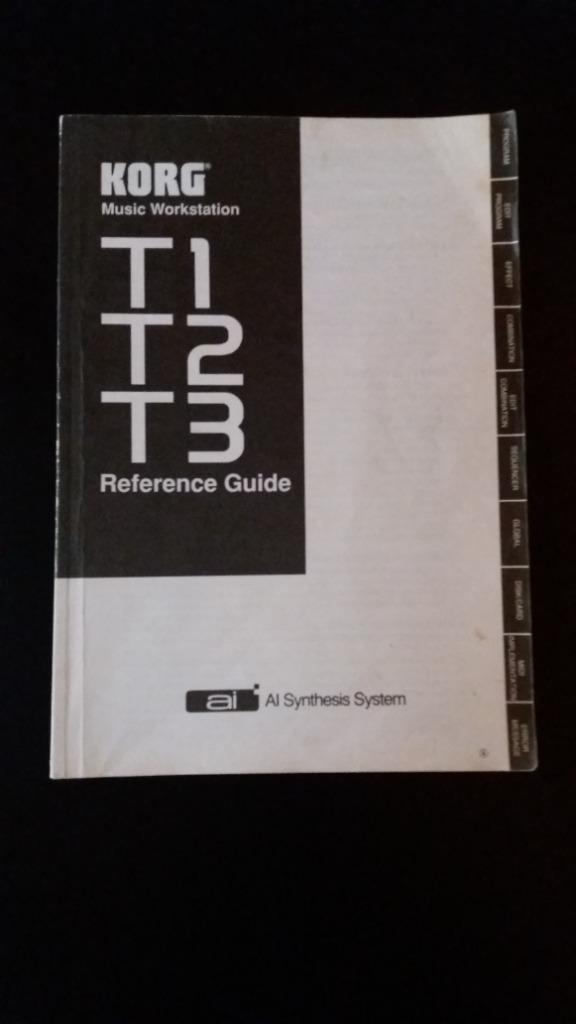 KORG®
Music Workstation
T1
T2
T3
Reference Guide
ai AI Synthesis System
PROGRAM
EDIT
PROGRAM
EFFECT
COMBINATION
EDIT
COMBINATION
SEQUENCER
GLOBAL
DISK/CARD
MIDI
IMPLEMENTATION
ERROR
MESSAGE